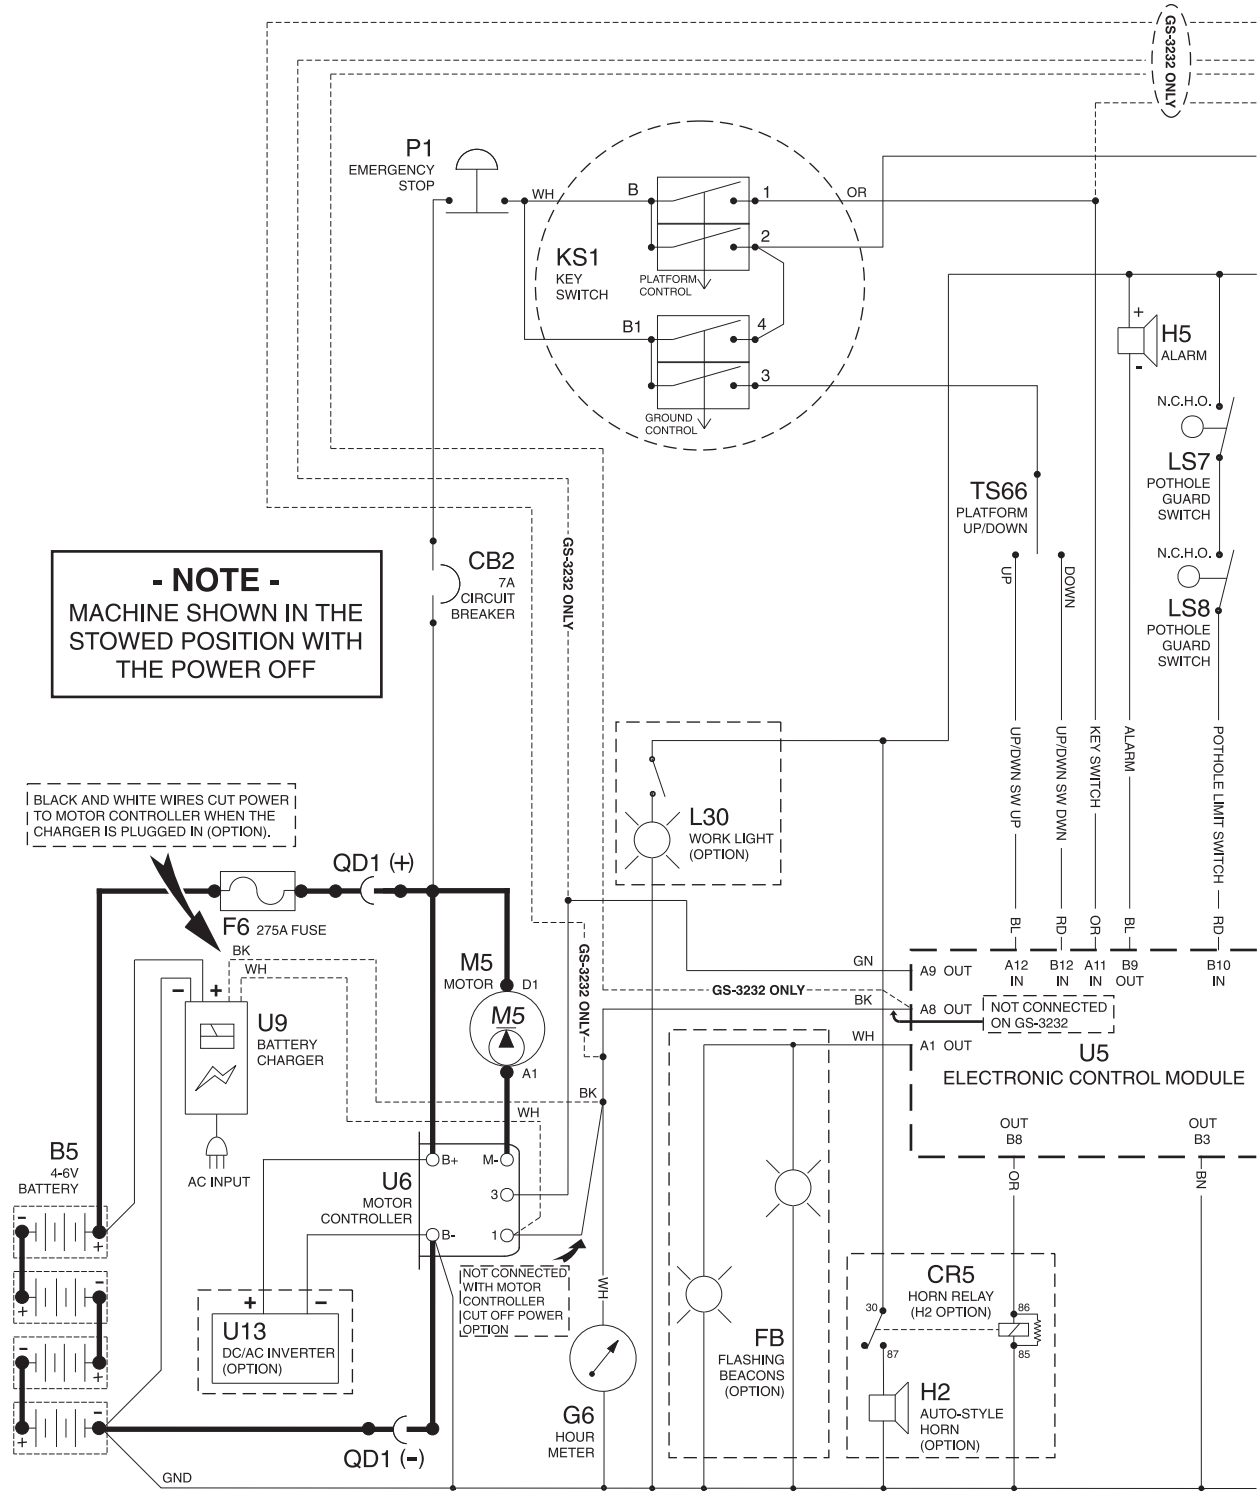 GS-3232 ONLY
P1
EMERGENCY
STOP
WH
B
1
OR
2
KS1
KEY
SWITCH
PLATFORM
CONTROL
B1
4
3
GROUND
CONTROL
+
H5
ALARM
-
N.C.H.O.
LS7
POTHOLE
GUARD
SWITCH
TS66
PLATFORM
UP/DOWN
UP
DOWN
N.C.H.O.
LS8
POTHOLE
GUARD
SWITCH
GS-3232 ONLY
CB2
7A
CIRCUIT
BREAKER
- NOTE -
MACHINE SHOWN IN THE
STOWED POSITION WITH
THE POWER OFF
UP/DWN SW UP
UP/DWN SW DWN
KEY SWITCH
ALARM
POTHOLE LIMIT SWITCH
BLACK AND WHITE WIRES CUT POWER
TO MOTOR CONTROLLER WHEN THE
CHARGER IS PLUGGED IN (OPTION).
L30
WORK LIGHT
(OPTION)
QD1 (+)
F6 275A FUSE
BK
WH
BL
RD
OR
BL
RD
M5
MOTOR
D1
M5
A1
GS-3232 ONLY
GN
A9 OUT
A12
IN
B12
IN
A11
IN
B9
OUT
B10
IN
GS-3232 ONLY
BK
A8 OUT
NOT CONNECTED
ON GS-3232
WH
A1 OUT
U5
ELECTRONIC CONTROL MODULE
OUT
B8
OUT
B3
OR
BN
-
+
U9
BATTERY
CHARGER
AC INPUT
BK
WH
B5
4-6V
BATTERY
-
+
+
-
-
+
+
-
U6
MOTOR
CONTROLLER
B+
M-
3
B-
1
NOT CONNECTED
WITH MOTOR
CONTROLLER
CUT OFF POWER
OPTION
WH
+
-
U13
DC/AC INVERTER
(OPTION)
QD1 (-)
GND
G6
HOUR
METER
FB
FLASHING
BEACONS
(OPTION)
CR5
HORN RELAY
(H2 OPTION)
30
87
86
85
H2
AUTO-STYLE
HORN
(OPTION)